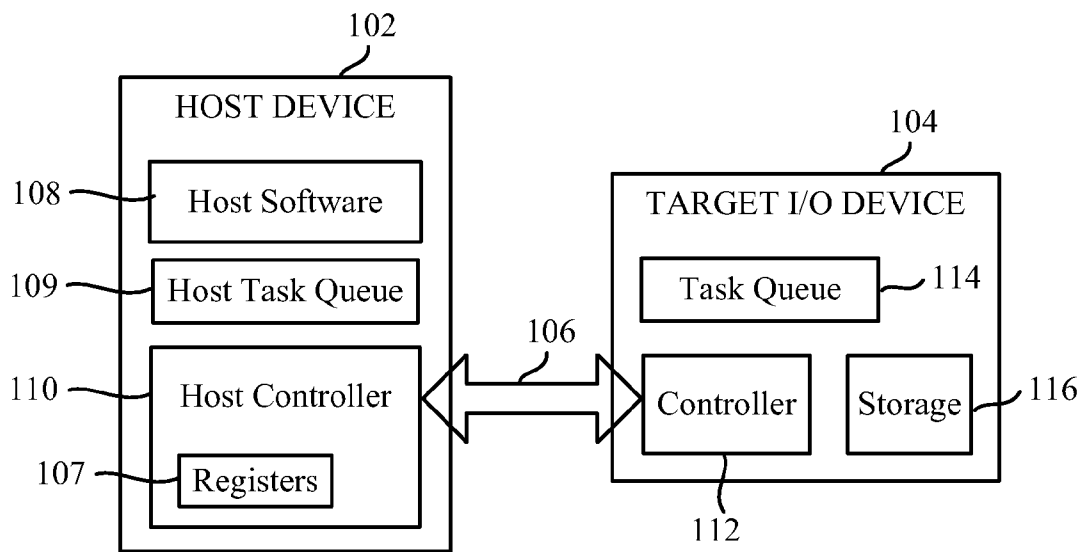 102
HOST DEVICE
108
Host Software
109
Host Task Queue
110
Host Controller
107
Registers
106
104
TARGET I/O DEVICE
Task Queue
114
Controller
Storage
116
112